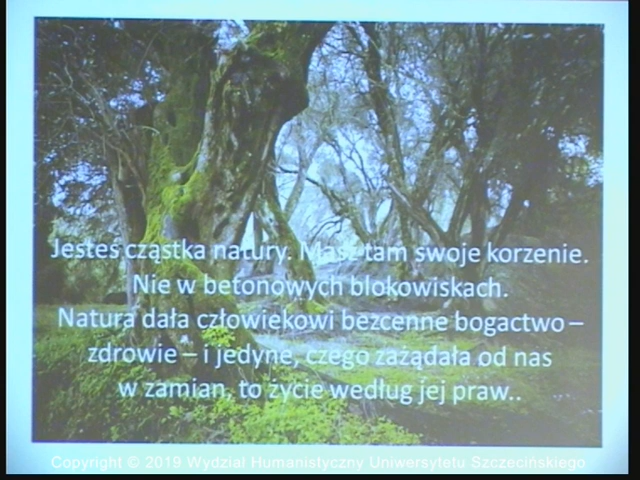 Jesteś cząstka natury. Masz tam swoje korzenie.
Nie w betonowych blokowiskach.
Natura dała człowiekowi bezcenne bogactwo –
zdrowie – i jedyne, czego zażądała od nas
w zamian, to życie według jej praw..
Copyright © 2019 Wydział Humanistyczny Uniwersytetu Szczecińskiego